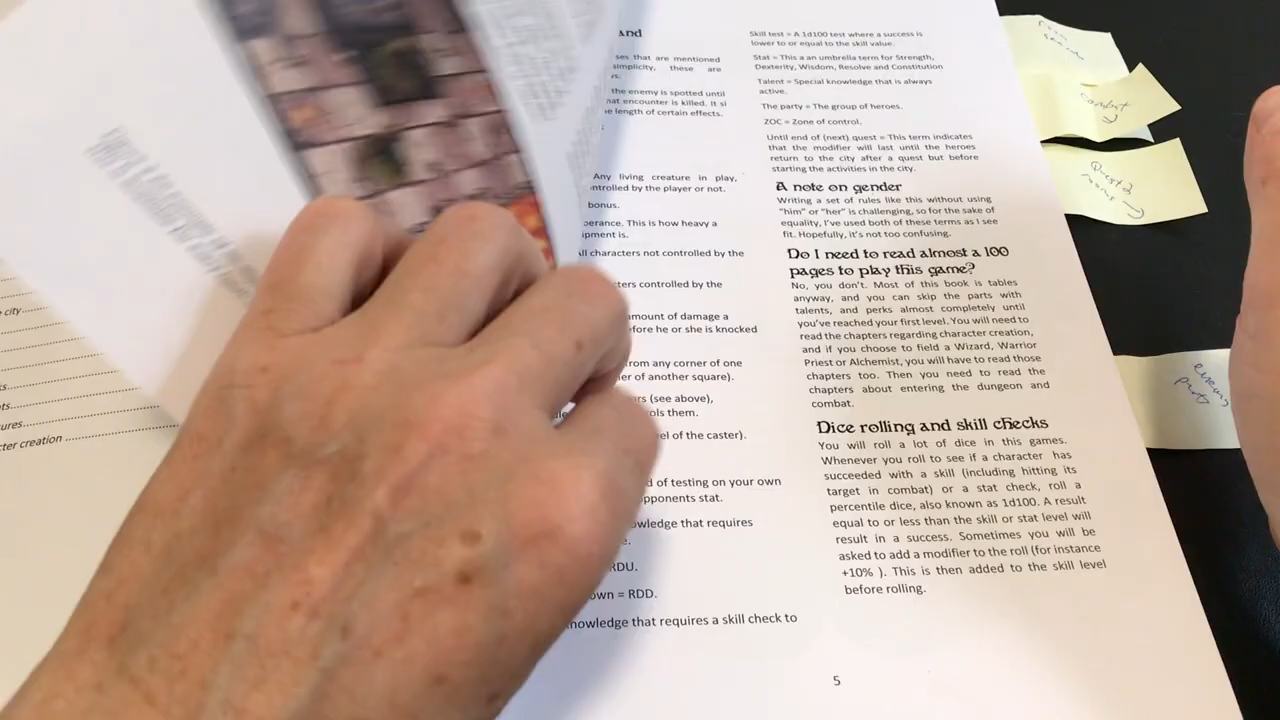 city
ts
ures
ter creation
and
ses that are mentioned
simplicity, these are
rs.
the enemy is spotted until
hat encounter is killed. It si
e length of certain effects.
Any living creature in play,
ntrolled by the player or not.
bonus.
perance. This is how heavy a
ipment is.
All characters not controlled by the
ters controlled by the
amount of damage a
fore he or she is knocked
rom any corner of one
er of another square).
rs (see above),
ols them.
el of the caster).
d of testing on your own
pponents stat.
wledge that requires
e.
RDU.
own = RDD.
nowledge that requires a skill check to
Skill test = A 1d100 test where a success is
lower to or equal to the skill value.
Stat = This a an umbrella term for Strength,
Dexterity, Wisdom, Resolve and Constitution
Talent = Special knowledge that is always
active.
The party = The group of heroes.
ZOC = Zone of control.
Until end of (next) quest = This term indicates
that the modifier will last until the heroes
return to the city after a quest but before
starting the activities in the city.
A note on gender
Writing a set of rules like this without using
"him" or "her" is challenging, so for the sake of
equality, I've used both of these terms as I see
fit. Hopefully, it's not too confusing.
Do I need to read almost a 100
pages to play this game?
No, you don't. Most of this book is tables
anyway, and you can skip the parts with
talents, and perks almost completely until
you've reached your first level. You will need to
read the chapters regarding character creation,
and if you choose to field a Wizard, Warrior
Priest or Alchemist, you will have to read those
chapters too. Then you need to read the
chapters about entering the dungeon and
combat.
Dice rolling and skill checks
You will roll a lot of dice in this games.
Whenever you roll to see if a character has
succeeded with a skill (including hitting its
target in combat) or a stat check, roll a
percentile dice, also known as 1d100. A result
equal to or less than the skill or stat level will
result in a success. Sometimes you will be
asked to add a modifier to the roll (for instance
+10% ). This is then added to the skill level
before rolling.
5
combat
Quest
rooms
enemy
party